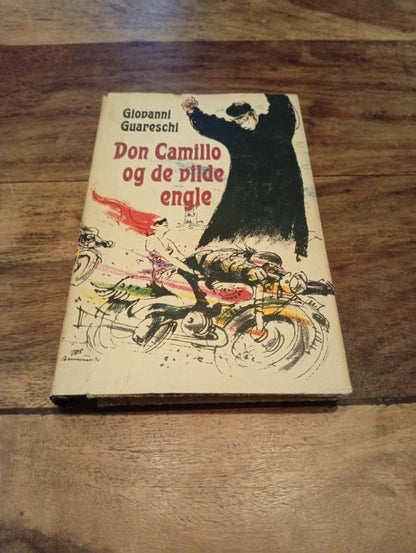 Giovanni
Guareschi
Don Camillo
og de vilde
engle